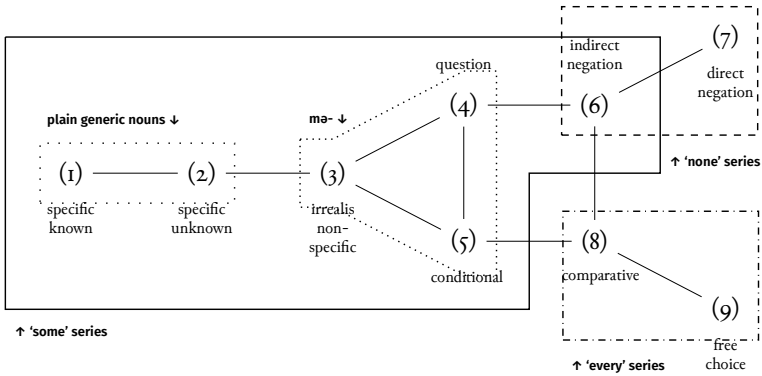 (7)
indirect
negation
question
direct
negation
(4)
(6)
plain generic nouns ↓
mə- ↓
↑ ‘none’ series
(1)
(2)
(3)
specific
known
specific
unknown
irrealis
non-
specific
(5)
(8)
conditional
comparative
(9)
↑ ‘some’ series
free
choice
↑ ‘every’ series